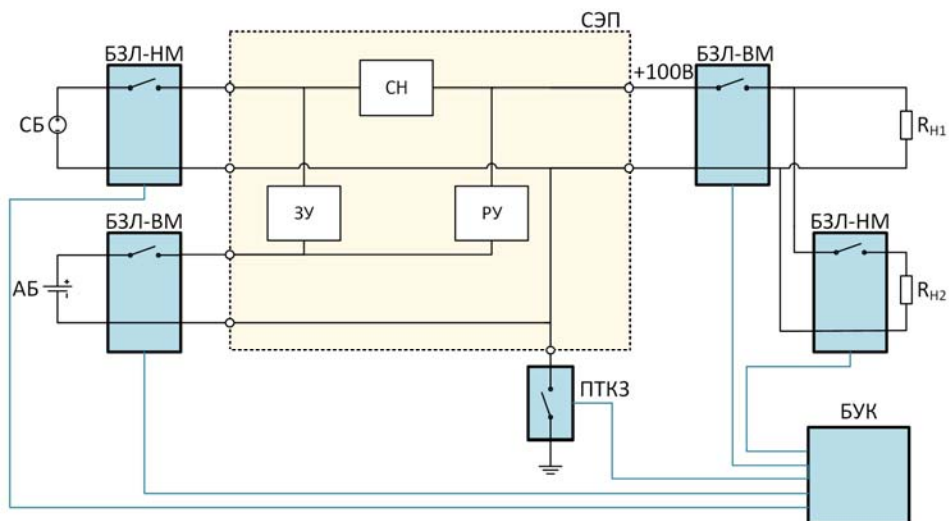 СЭП
БЗЛ-НМ
БЗЛ-ВМ
+100В
СН
СБ
RН1
ЗУ
РУ
БЗЛ-ВМ
БЗЛ-НМ
АБ
RН2
ПТКЗ
БУК